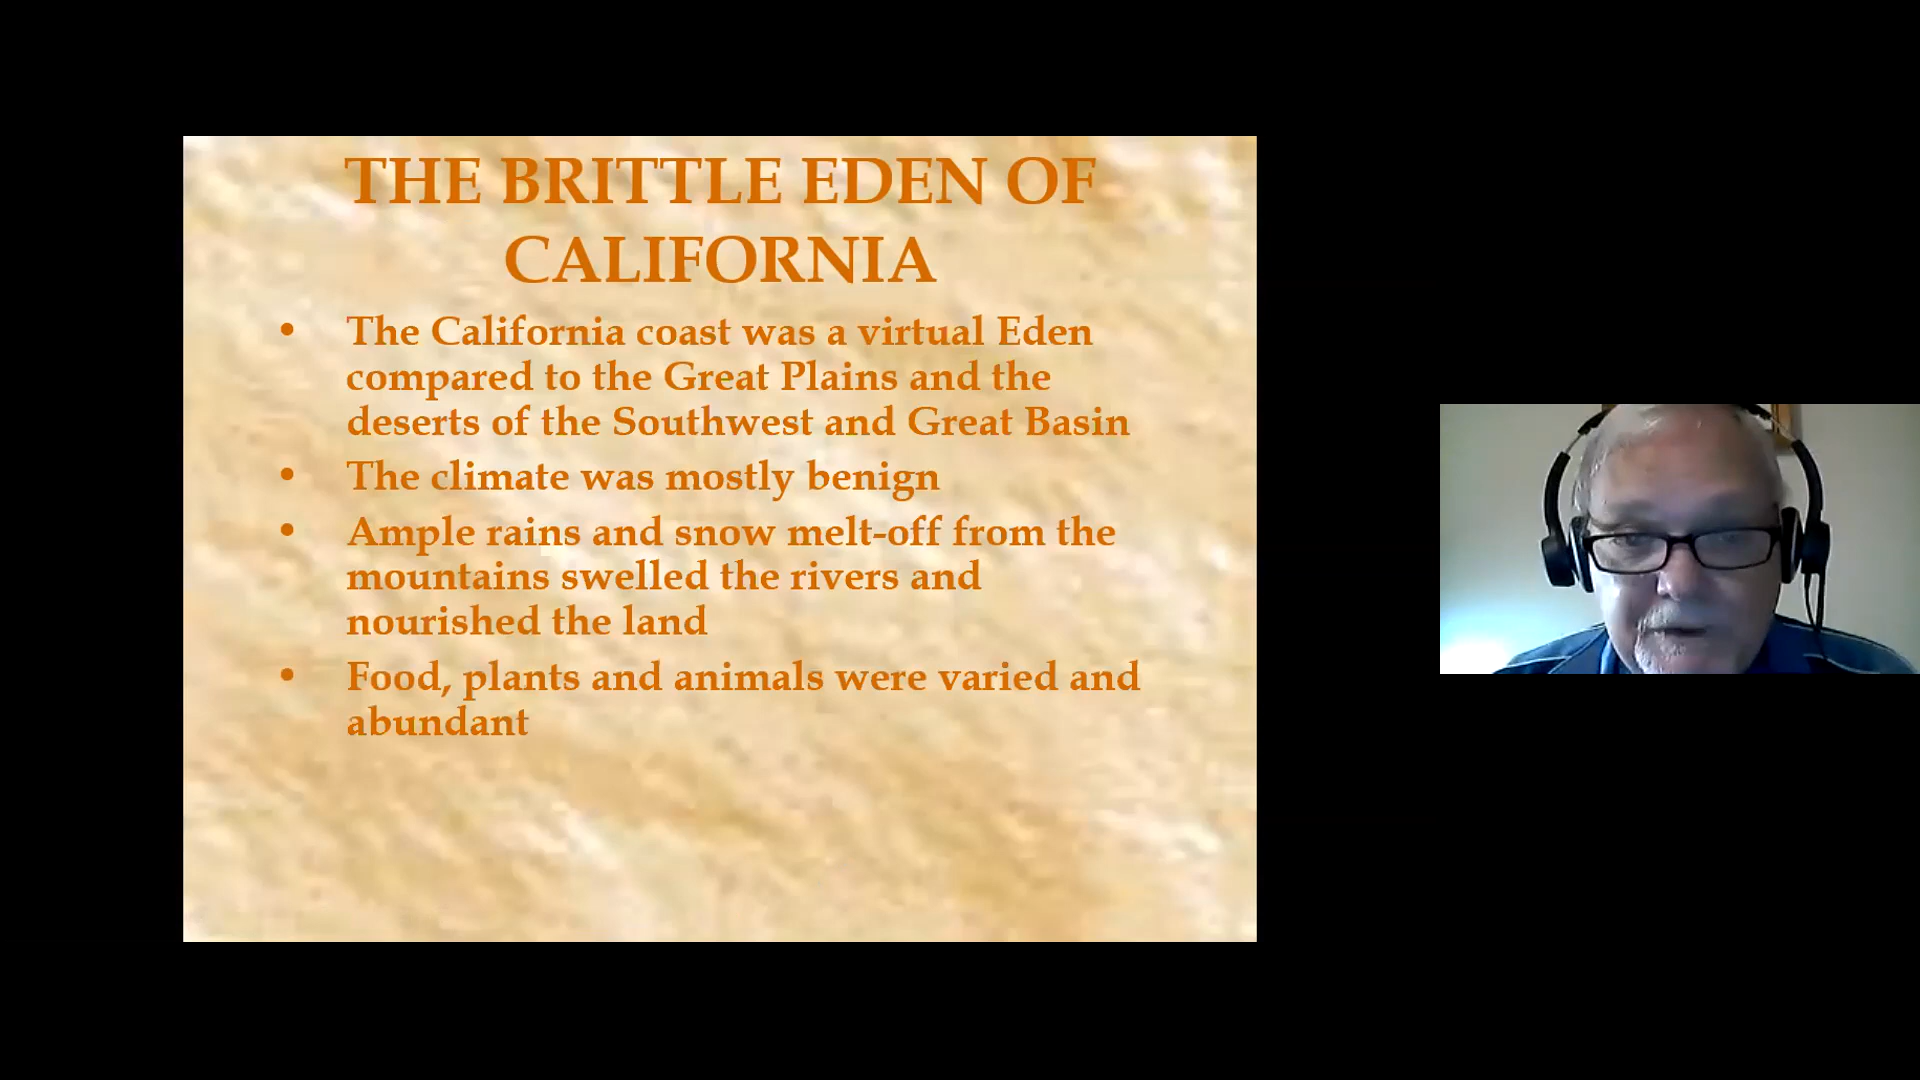 THE BRITTLE EDEN OF
CALIFORNIA
• The California coast was a virtual Eden
compared to the Great Plains and the
deserts of the Southwest and Great Basin
• The climate was mostly benign
• Ample rains and snow melt-off from the
mountains swelled the rivers and
nourished the land
• Food, plants and animals were varied and
abundant